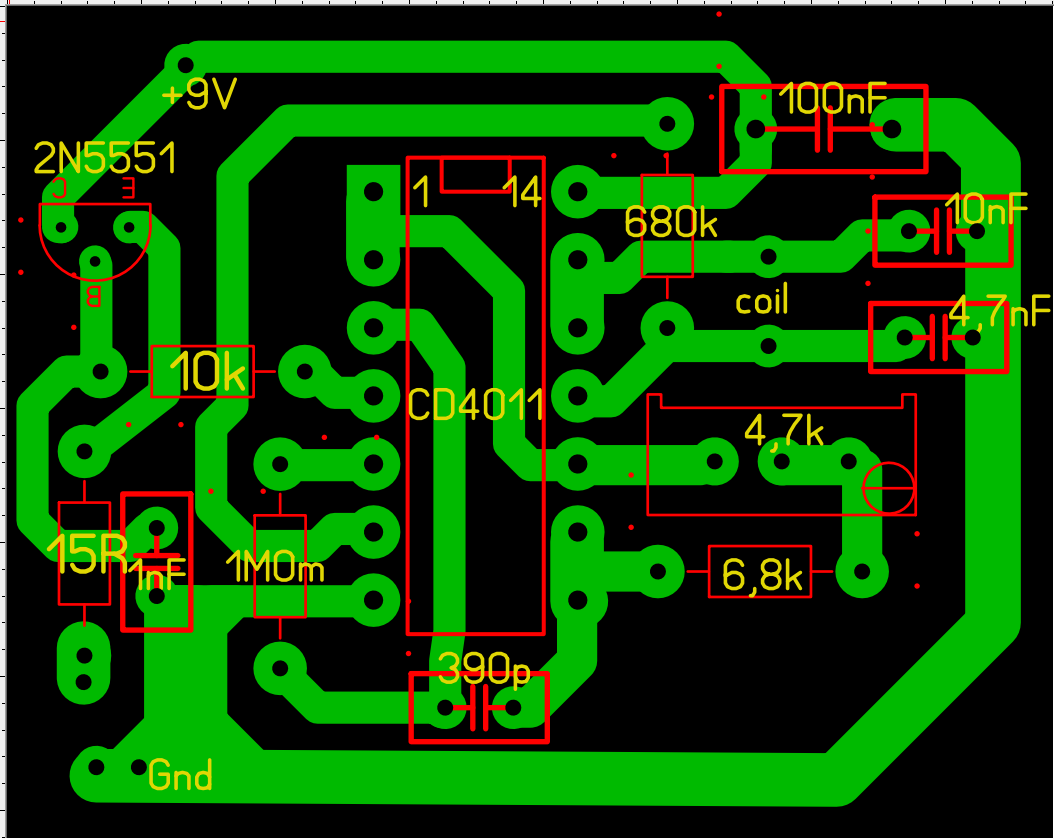 +9V
100nF
2N5551
C
E
1
14
10nF
680k
B
coil
4,7nF
10k
CD4011
4,7k
15R
1nF
1M0m
6,8k
390p
Gnd